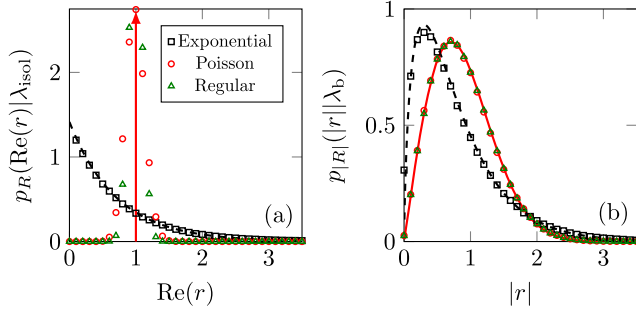 p_R(Re(r)|λ_isol)
2
1
0
Exponential
Poisson
Regular
(a)
0 1 2 3
Re(r)
p_|R|(|r||λ_b)
1
0.5
0
(b)
0 1 2 3
|r|